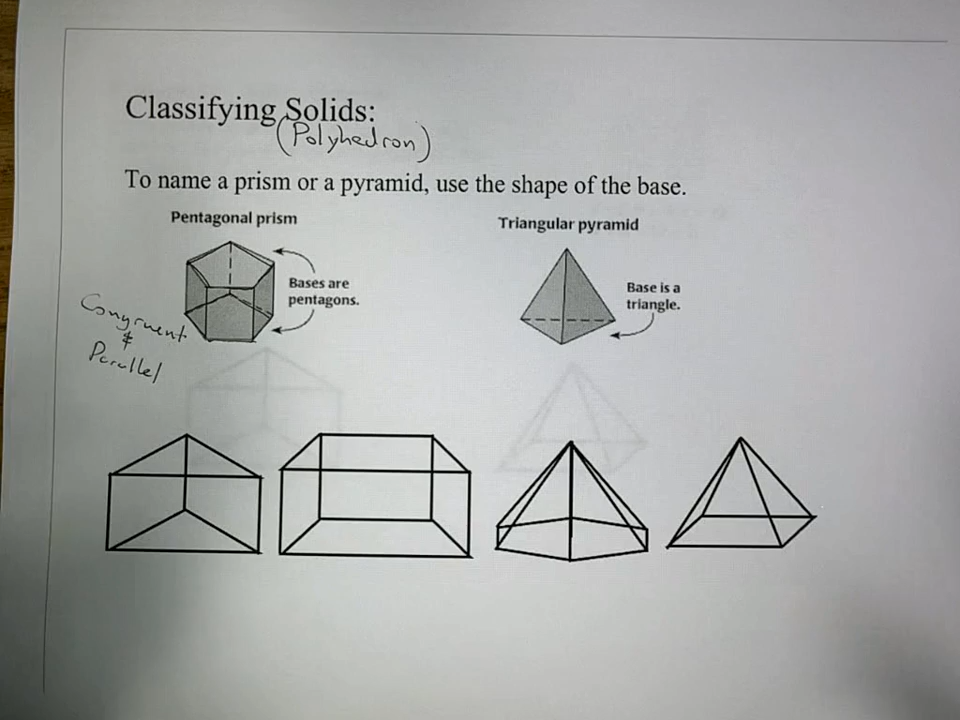 Classifying Solids:
(Polyhedron)
To name a prism or a pyramid, use the shape of the base.
Pentagonal prism
Triangular pyramid
Bases are
pentagons.
Base is a
triangle.
Congruent
&
Parallel